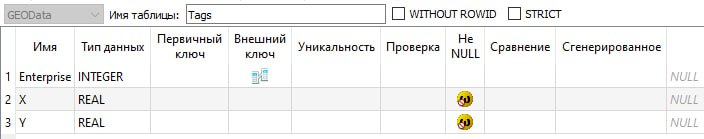 GEOData Имя таблицы: Tags WITHOUT ROWID STRICT
Имя Тип данных Первичный ключ Внешний ключ Уникальность Проверка Не NULL Сравнение Сгенерированное
1 Enterprise INTEGER NULL
2 X REAL NULL
3 Y REAL NULL